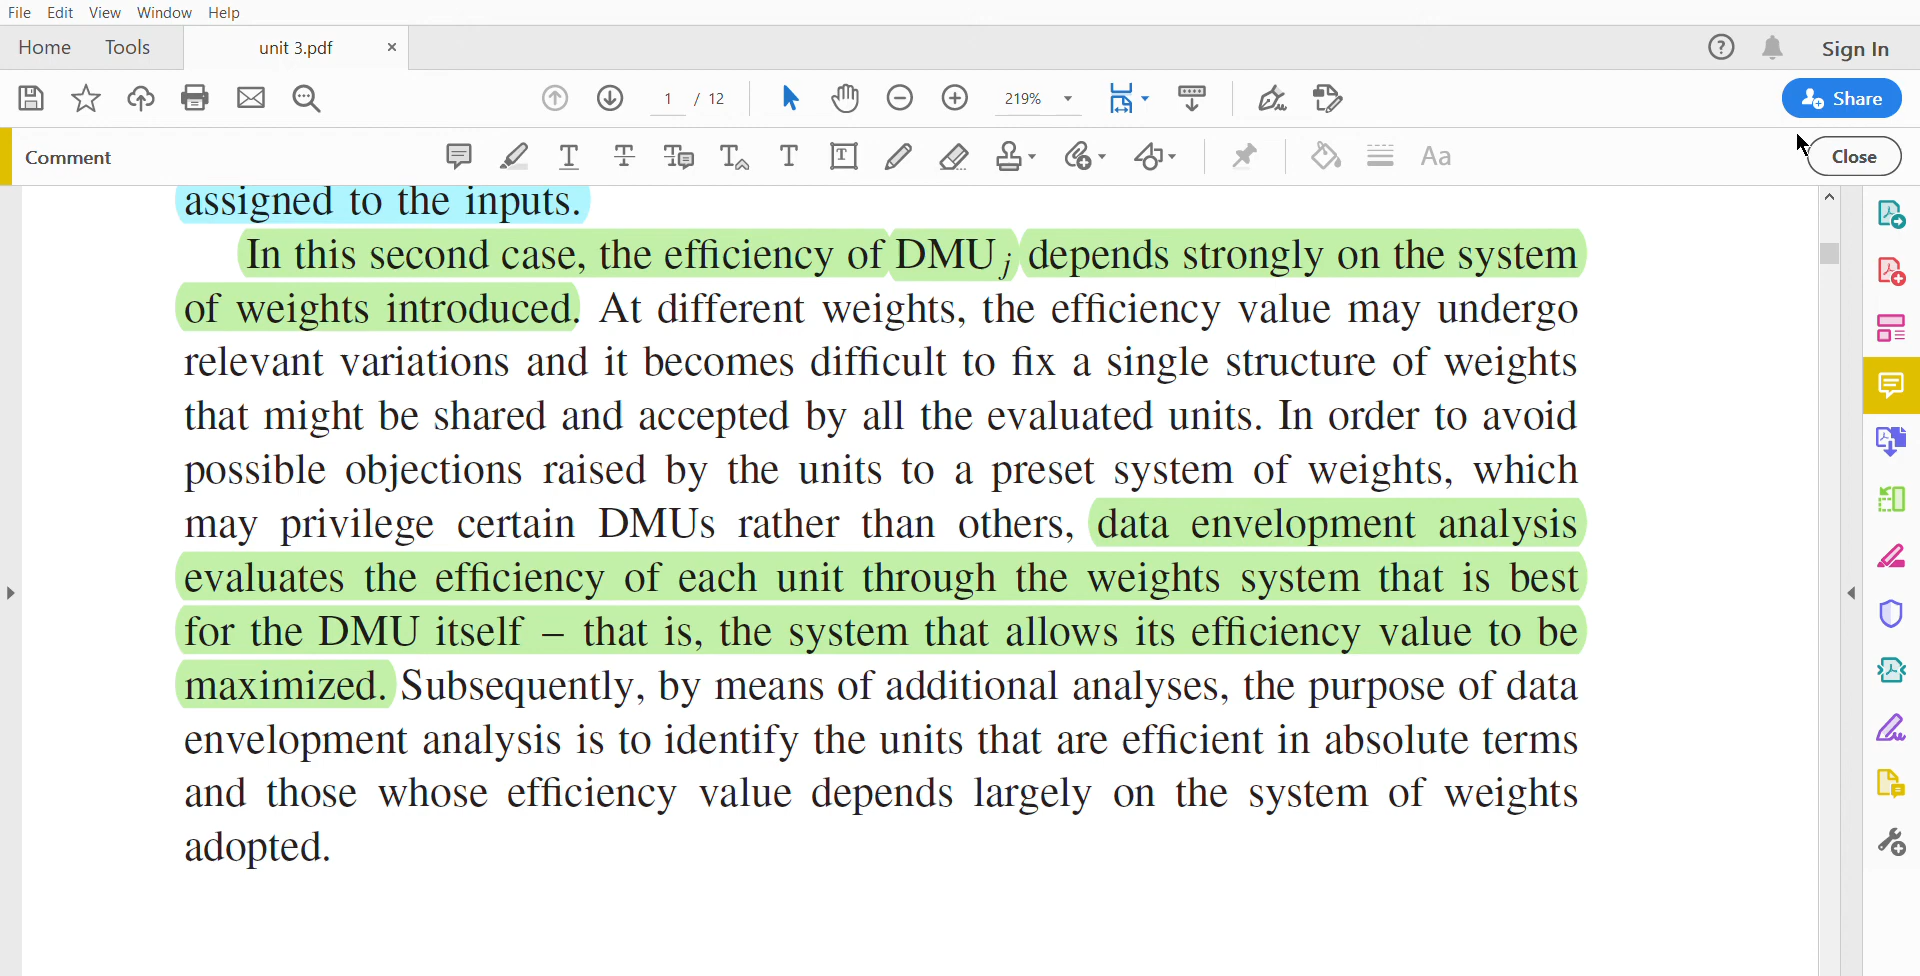 File Edit View Window Help
Home Tools unit 3.pdf × Sign In
1 / 12 219% Share
Comment T T T T T T Aa Close
assigned to the inputs.
In this second case, the efficiency of DMUj depends strongly on the system
of weights introduced. At different weights, the efficiency value may undergo
relevant variations and it becomes difficult to fix a single structure of weights
that might be shared and accepted by all the evaluated units. In order to avoid
possible objections raised by the units to a preset system of weights, which
may privilege certain DMUs rather than others, data envelopment analysis
evaluates the efficiency of each unit through the weights system that is best
for the DMU itself – that is, the system that allows its efficiency value to be
maximized. Subsequently, by means of additional analyses, the purpose of data
envelopment analysis is to identify the units that are efficient in absolute terms
and those whose efficiency value depends largely on the system of weights
adopted.